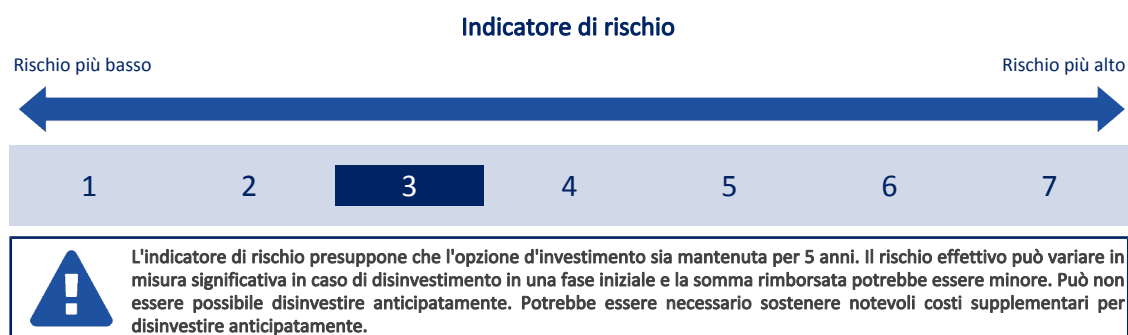 Indicatore di rischio
Rischio più basso Rischio più alto
1 2 3 4 5 6 7
L'indicatore di rischio presuppone che l'opzione d'investimento sia mantenuta per 5 anni. Il rischio effettivo può variare in
misura significativa in caso di disinvestimento in una fase iniziale e la somma rimborsata potrebbe essere minore. Può non
essere possibile disinvestire anticipatamente. Potrebbe essere necessario sostenere notevoli costi supplementari per
disinvestire anticipatamente.